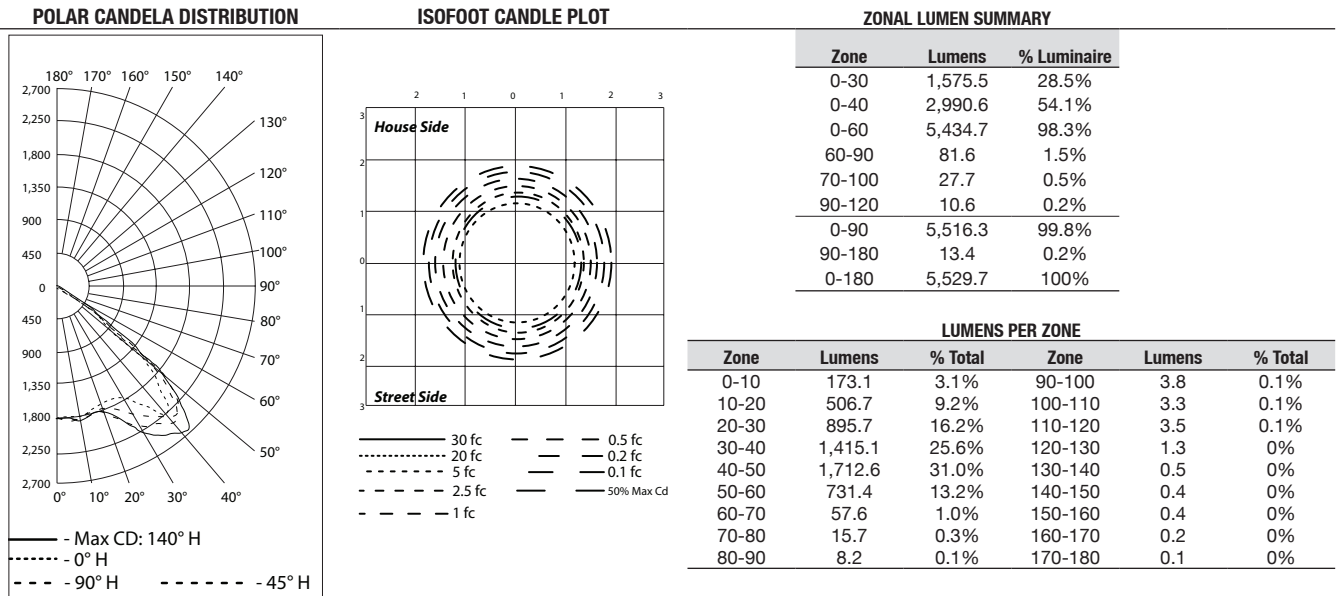 POLAR CANDELA DISTRIBUTION
180° 170° 160° 150° 140°
130°
120°
110°
100°
90°
80°
70°
60°
50°
2,700
2,250
1,800
1,350
900
450
0
450
900
1,350
1,800
2,250
2,700
0° 10° 20° 30° 40°
- Max CD: 140° H
- 0° H
- 90° H - 45° H
ISOFOOT CANDLE PLOT
2 1 0 1 2 3
3
2
1
0
1
2
3
House Side
Street Side
30 fc 0.5 fc
20 fc 0.2 fc
5 fc 0.1 fc
2.5 fc 50% Max Cd
1 fc
ZONAL LUMEN SUMMARY
Zone Lumens % Luminaire
0-30 1,575.5 28.5%
0-40 2,990.6 54.1%
0-60 5,434.7 98.3%
60-90 81.6 1.5%
70-100 27.7 0.5%
90-120 10.6 0.2%
0-90 5,516.3 99.8%
90-180 13.4 0.2%
0-180 5,529.7 100%
LUMENS PER ZONE
Zone Lumens % Total Zone Lumens % Total
0-10 173.1 3.1% 90-100 3.8 0.1%
10-20 506.7 9.2% 100-110 3.3 0.1%
20-30 895.7 16.2% 110-120 3.5 0.1%
30-40 1,415.1 25.6% 120-130 1.3 0%
40-50 1,712.6 31.0% 130-140 0.5 0%
50-60 731.4 13.2% 140-150 0.4 0%
60-70 57.6 1.0% 150-160 0.4 0%
70-80 15.7 0.3% 160-170 0.2 0%
80-90 8.2 0.1% 170-180 0.1 0%